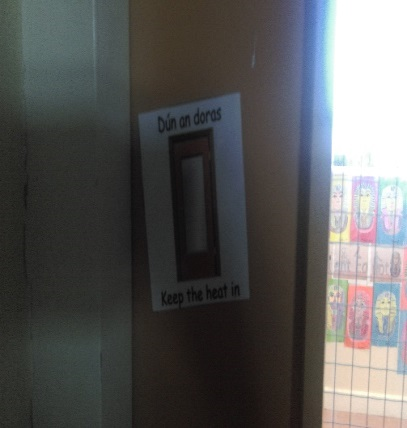 Dún an doras
Keep the heat in